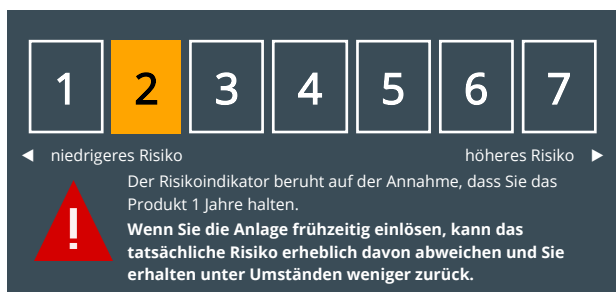 1 2 3 4 5 6 7
◄ niedrigeres Risiko höheres Risiko ►
Der Risikoindikator beruht auf der Annahme, dass Sie das
Produkt 1 Jahre halten.
Wenn Sie die Anlage frühzeitig einlösen, kann das
tatsächliche Risiko erheblich davon abweichen und Sie
erhalten unter Umständen weniger zurück.
!